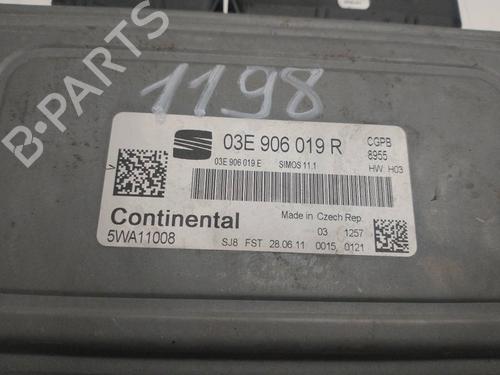 1198
03E 906 019 R
CGPB
8955
03E 906 019 E SIMOS 11.1
HW: H03
Continental
Made in Czech Rep.
5WA11008
03 1257
SJ8 FST 28.06.11 0015 0121
B-PARTS